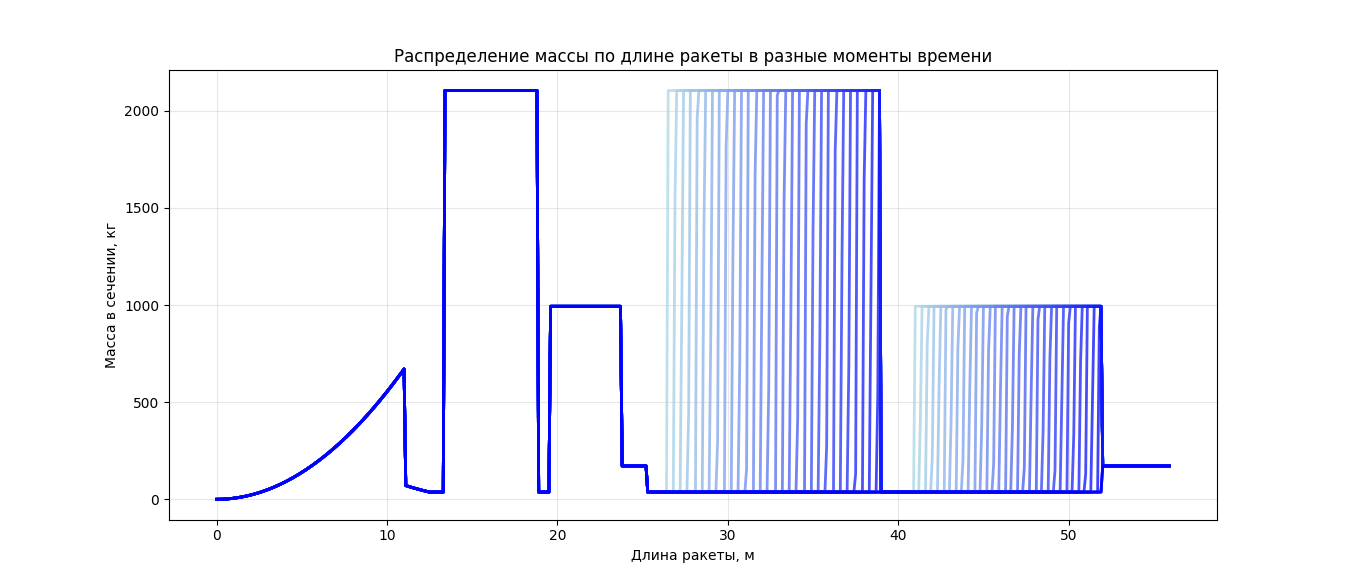 Распределение массы по длине ракеты в разные моменты времени
Масса в сечении, кг
2000
1500
1000
500
0
0 10 20 30 40 50
Длина ракеты, м